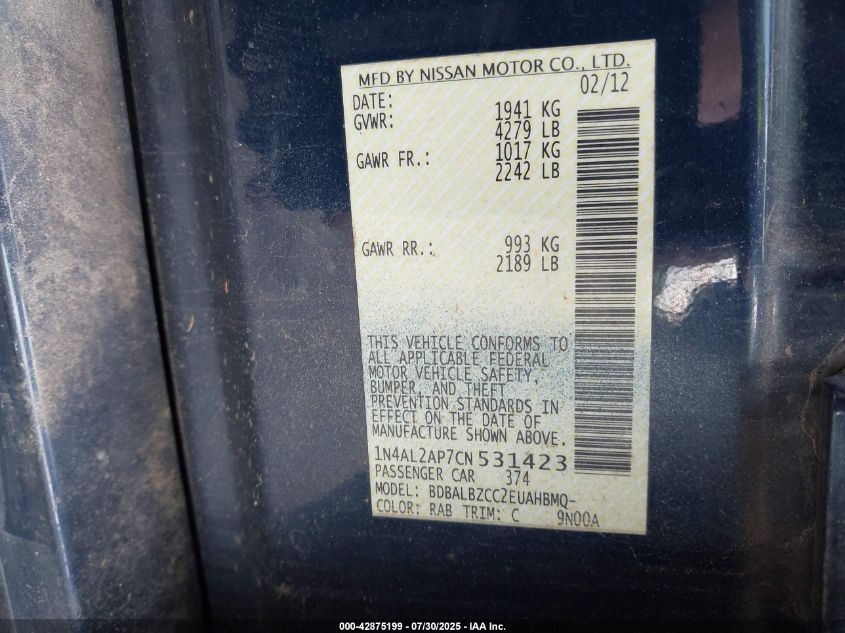 MFD BY NISSAN MOTOR CO., LTD.
DATE: 02/12
GVWR: 1941 KG
4279 LB
GAWR FR.: 1017 KG
2242 LB
GAWR RR.: 993 KG
2189 LB
THIS VEHICLE CONFORMS TO
ALL APPLICABLE FEDERAL
MOTOR VEHICLE SAFETY,
BUMPER, AND THEFT
PREVENTION STANDARDS IN
EFFECT ON THE DATE OF
MANUFACTURE SHOWN ABOVE.
1N4AL2AP7CN 531423
PASSENGER CAR 374
MODEL: BDBALBZCC2EUAHBMQ-
COLOR: RAB TRIM: C 9N00A
000-42875199 - 07/30/2025 - IAA Inc.